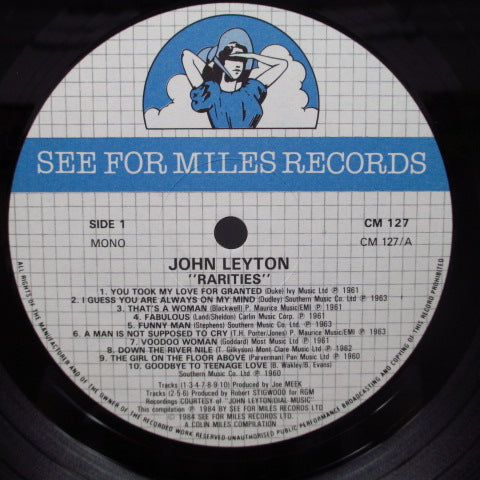 SEE FOR MILES RECORDS
SIDE 1
MONO
CM 127
CM 127/A
JOHN LEYTON
"RARITIES"
1. YOU TOOK MY LOVE FOR GRANTED (Duke) Ivy Music Ltd ℗ 1961
2. I GUESS YOU ARE ALWAYS ON MY MIND (Dudley) Southern Music Co. Ltd ℗ 1963
3. THAT'S A WOMAN (Blackwell) P. Maurice Music/EMI ℗ 1961
4. FABULOUS (Land/Sheldon) Carlin Music Corp. ℗ 1961
5. FUNNY MAN (Stephens) Southern Music Co. Ltd ℗ 1963
6. A MAN IS NOT SUPPOSED TO CRY (T.H. Porter/Jones) P. Maurice Music/EMI ℗ 1963
7. VOODOO WOMAN (Goddard) Most Music Ltd ℗ 1961
8. DOWN THE RIVER NILE (T. Gilkyson) Mont-Clare Music Ltd ℗ 1962
9. THE GIRL ON THE FLOOR ABOVE (Parverman) Pan Music Ltd ℗ 1960
10. GOODBYE TO TEENAGE LOVE (B. Wakley/B. Evans)
Southern Music Co. Ltd ℗ 1960
Tracks (1·3·4·7·8·9·10) Produced by Joe MEEK
Tracks (2·5·6) Produced by Robert STIGWOOD for RGM
Recordings COURTESY of "JOHN LEYTON/DIAL MUSIC"
This compilation ℗ 1984 BY SEE FOR MILES RECORDS LTD
© 1984 SEE FOR MILES RECORDS LTD.
A COLIN MILES COMPILATION
ALL RIGHTS OF THE MANUFACTURER AND OF THE OWNER OF THE RECORDED WORK RESERVED·UNAUTHORISED PUBLIC PERFORMANCE BROADCASTING AND COPYING OF THIS RECORD PROHIBITED